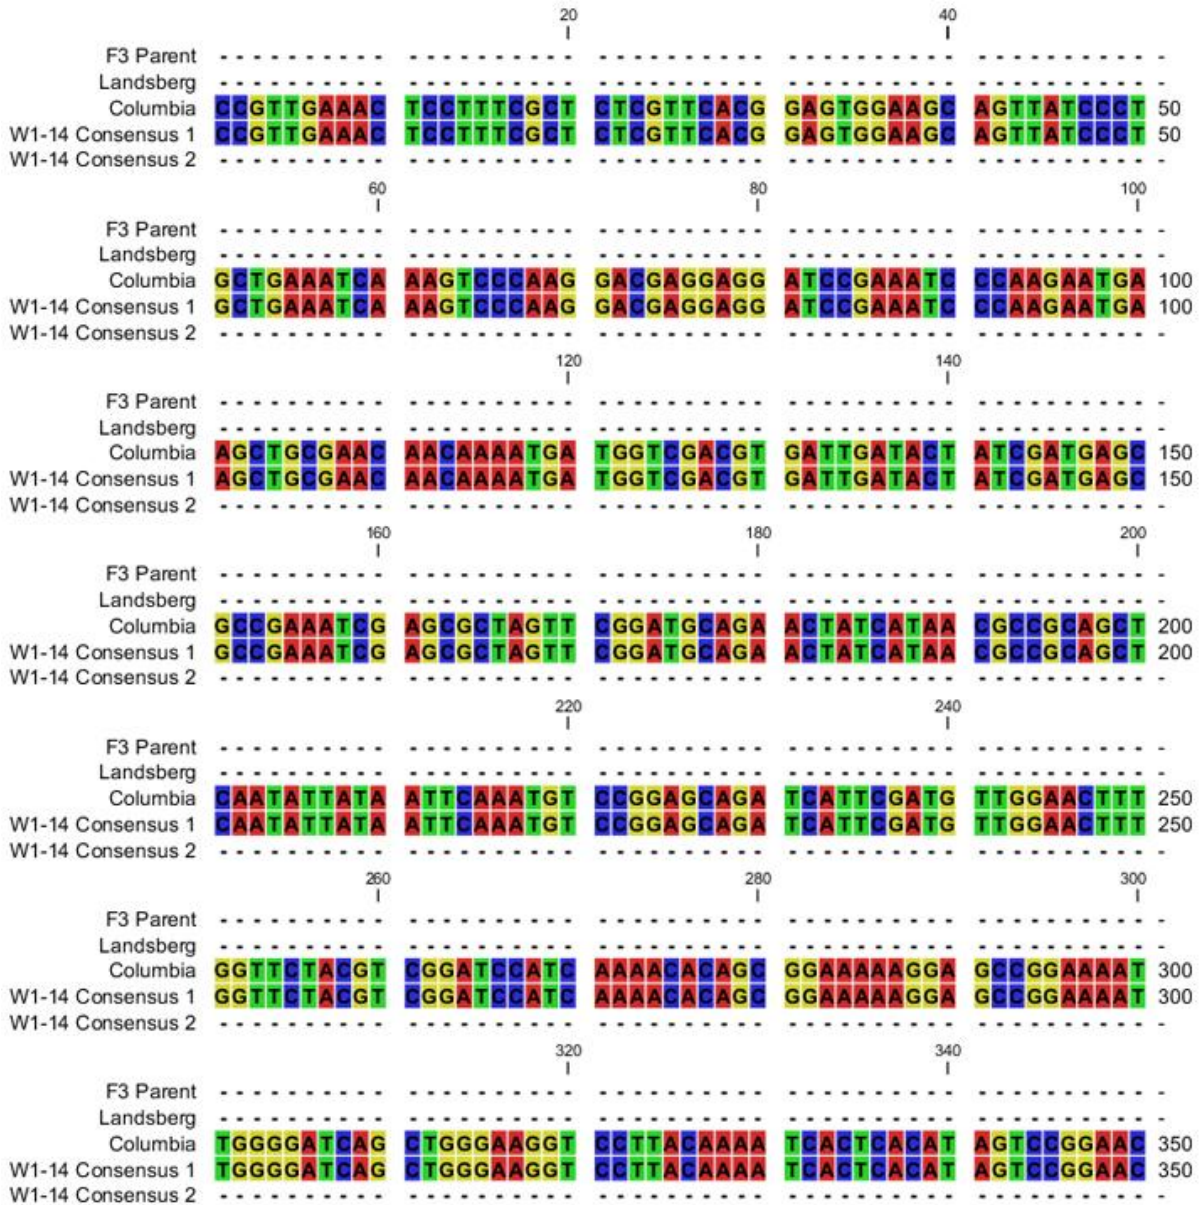 20 40
F3 Parent - - - - - - - - - - - - - - - - - - - - - - - - - - - - - - - - - - - - - - - - - - - - - - - - - - -
Landsberg - - - - - - - - - - - - - - - - - - - - - - - - - - - - - - - - - - - - - - - - - - - - - - - - - - -
Columbia CCGTTGAAAC TCCTTTCGCT CTCGTTCACG GAGTGGAAGC AGTTATCCCT 50
W1-14 Consensus 1 CCGTTGAAAC TCCTTTCGCT CTCGTTCACG GAGTGGAAGC AGTTATCCCT 50
W1-14 Consensus 2 - - - - - - - - - - - - - - - - - - - - - - - - - - - - - - - - - - - - - - - - - - - - - - - - - - -
60 80 100
F3 Parent - - - - - - - - - - - - - - - - - - - - - - - - - - - - - - - - - - - - - - - - - - - - - - - - - - -
Landsberg - - - - - - - - - - - - - - - - - - - - - - - - - - - - - - - - - - - - - - - - - - - - - - - - - - -
Columbia GCTGAAATCA AAGTCCCAAG GACGAGGAGG ATCCGAAATC CCAAGAATGA 100
W1-14 Consensus 1 GCTGAAATCA AAGTCCCAAG GACGAGGAGG ATCCGAAATC CCAAGAATGA 100
W1-14 Consensus 2 - - - - - - - - - - - - - - - - - - - - - - - - - - - - - - - - - - - - - - - - - - - - - - - - - - -
120 140
F3 Parent - - - - - - - - - - - - - - - - - - - - - - - - - - - - - - - - - - - - - - - - - - - - - - - - - - -
Landsberg - - - - - - - - - - - - - - - - - - - - - - - - - - - - - - - - - - - - - - - - - - - - - - - - - - -
Columbia AGCTGCGAAC AACAAAATGA TGGTCGACGT GATTGATACT ATCGATGAGC 150
W1-14 Consensus 1 AGCTGCGAAC AACAAAATGA TGGTCGACGT GATTGATACT ATCGATGAGC 150
W1-14 Consensus 2 - - - - - - - - - - - - - - - - - - - - - - - - - - - - - - - - - - - - - - - - - - - - - - - - - - -
160 180 200
F3 Parent - - - - - - - - - - - - - - - - - - - - - - - - - - - - - - - - - - - - - - - - - - - - - - - - - - -
Landsberg - - - - - - - - - - - - - - - - - - - - - - - - - - - - - - - - - - - - - - - - - - - - - - - - - - -
Columbia GCCGAAATCG AGCGCTAGTT CGGATGCAGA ACTATCATAA CGCCGCAGCT 200
W1-14 Consensus 1 GCCGAAATCG AGCGCTAGTT CGGATGCAGA ACTATCATAA CGCCGCAGCT 200
W1-14 Consensus 2 - - - - - - - - - - - - - - - - - - - - - - - - - - - - - - - - - - - - - - - - - - - - - - - - - - -
220 240
F3 Parent - - - - - - - - - - - - - - - - - - - - - - - - - - - - - - - - - - - - - - - - - - - - - - - - - - -
Landsberg - - - - - - - - - - - - - - - - - - - - - - - - - - - - - - - - - - - - - - - - - - - - - - - - - - -
Columbia CAATATTATA ATTCAAATGT CCGGAGCAGA TCATTCGATG TTGGAACTTT 250
W1-14 Consensus 1 CAATATTATA ATTCAAATGT CCGGAGCAGA TCATTCGATG TTGGAACTTT 250
W1-14 Consensus 2 - - - - - - - - - - - - - - - - - - - - - - - - - - - - - - - - - - - - - - - - - - - - - - - - - - -
260 280 300
F3 Parent - - - - - - - - - - - - - - - - - - - - - - - - - - - - - - - - - - - - - - - - - - - - - - - - - - -
Landsberg - - - - - - - - - - - - - - - - - - - - - - - - - - - - - - - - - - - - - - - - - - - - - - - - - - -
Columbia GGTTCTACGT CGGATCCATC AAAACACAGC GGAAAAAGGA GCCGGAAAAT 300
W1-14 Consensus 1 GGTTCTACGT CGGATCCATC AAAACACAGC GGAAAAAGGA GCCGGAAAAT 300
W1-14 Consensus 2 - - - - - - - - - - - - - - - - - - - - - - - - - - - - - - - - - - - - - - - - - - - - - - - - - - -
320 340
F3 Parent - - - - - - - - - - - - - - - - - - - - - - - - - - - - - - - - - - - - - - - - - - - - - - - - - - -
Landsberg - - - - - - - - - - - - - - - - - - - - - - - - - - - - - - - - - - - - - - - - - - - - - - - - - - -
Columbia TGGGGATCAG CTGGGAAGGT CCTTACAAAA TCACTCACAT AGTCCGGAAC 350
W1-14 Consensus 1 TGGGGATCAG CTGGGAAGGT CCTTACAAAA TCACTCACAT AGTCCGGAAC 350
W1-14 Consensus 2 - - - - - - - - - - - - - - - - - - - - - - - - - - - - - - - - - - - - - - - - - - - - - - - - - - -